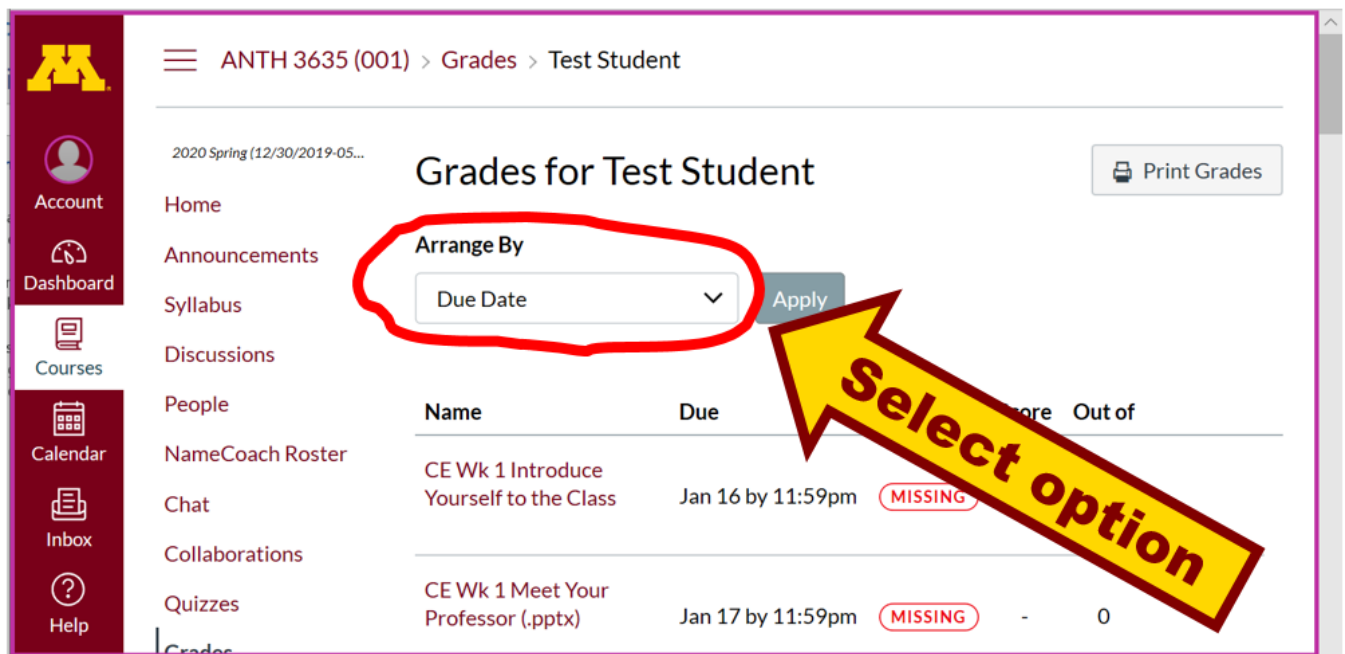 M
ANTH 3635 (001) > Grades > Test Student
Account
Dashboard
Courses
Calendar
Inbox
Help
2020 Spring (12/30/2019-05...
Home
Announcements
Syllabus
Discussions
People
NameCoach Roster
Chat
Collaborations
Quizzes
Grades
Grades for Test Student
Print Grades
Arrange By
Due Date
Apply
Select option
Name Due Out of
CE Wk 1 Introduce
Yourself to the Class
Jan 16 by 11:59pm MISSING
CE Wk 1 Meet Your
Professor (.pptx)
Jan 17 by 11:59pm MISSING - 0